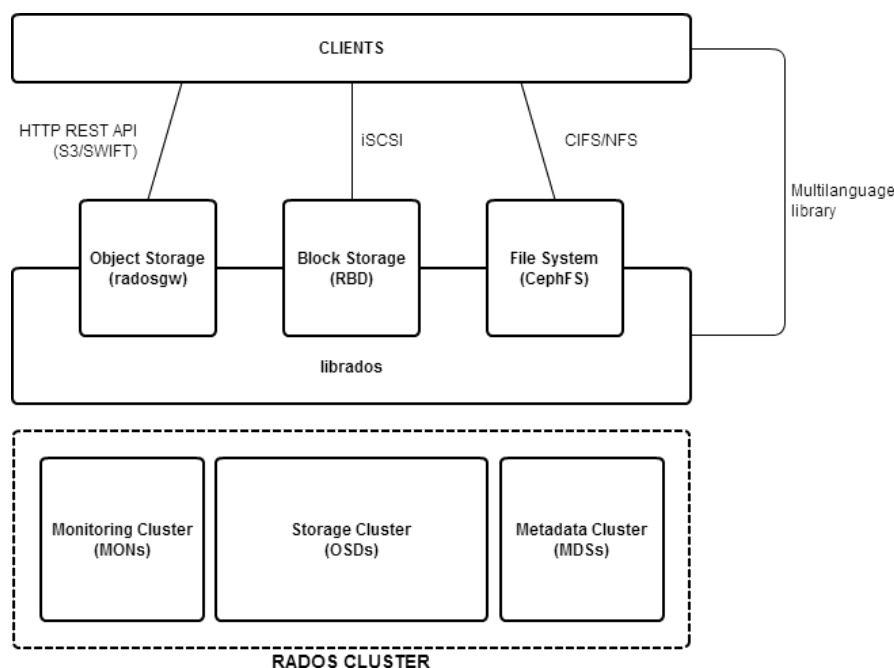 CLIENTS
HTTP REST API
(S3/SWIFT)
iSCSI
CIFS/NFS
Multilanguage
library
Object Storage
(radosgw)
Block Storage
(RBD)
File System
(CephFS)
librados
Monitoring Cluster
(MONs)
Storage Cluster
(OSDs)
Metadata Cluster
(MDSs)
RADOS CLUSTER